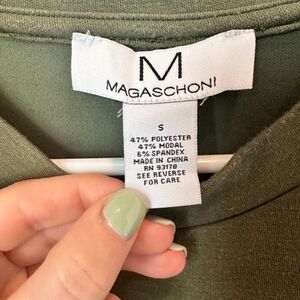 M
MAGASCHONI
S
47% POLYESTER
47% MODAL
6% SPANDEX
MADE IN CHINA
RN 93178
SEE REVERSE
FOR CARE